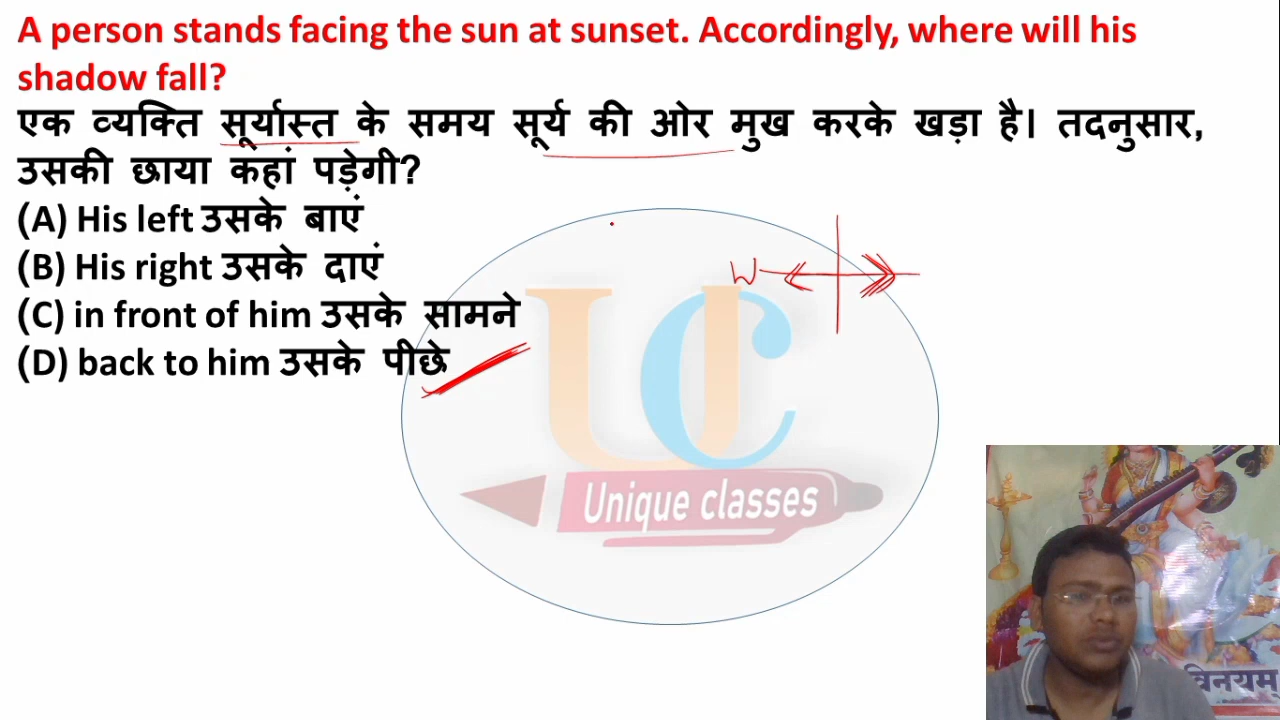 A person stands facing the sun at sunset. Accordingly, where will his
shadow fall?
एक व्यक्ति सूर्यास्त के समय सूर्य की ओर मुख करके खड़ा है। तदनुसार,
उसकी छाया कहां पड़ेगी?
(A) His left उसके बाएं
(B) His right उसके दाएं
(C) in front of him उसके सामने
(D) back to him उसके पीछे
W
UC
Unique classes
विनयम्